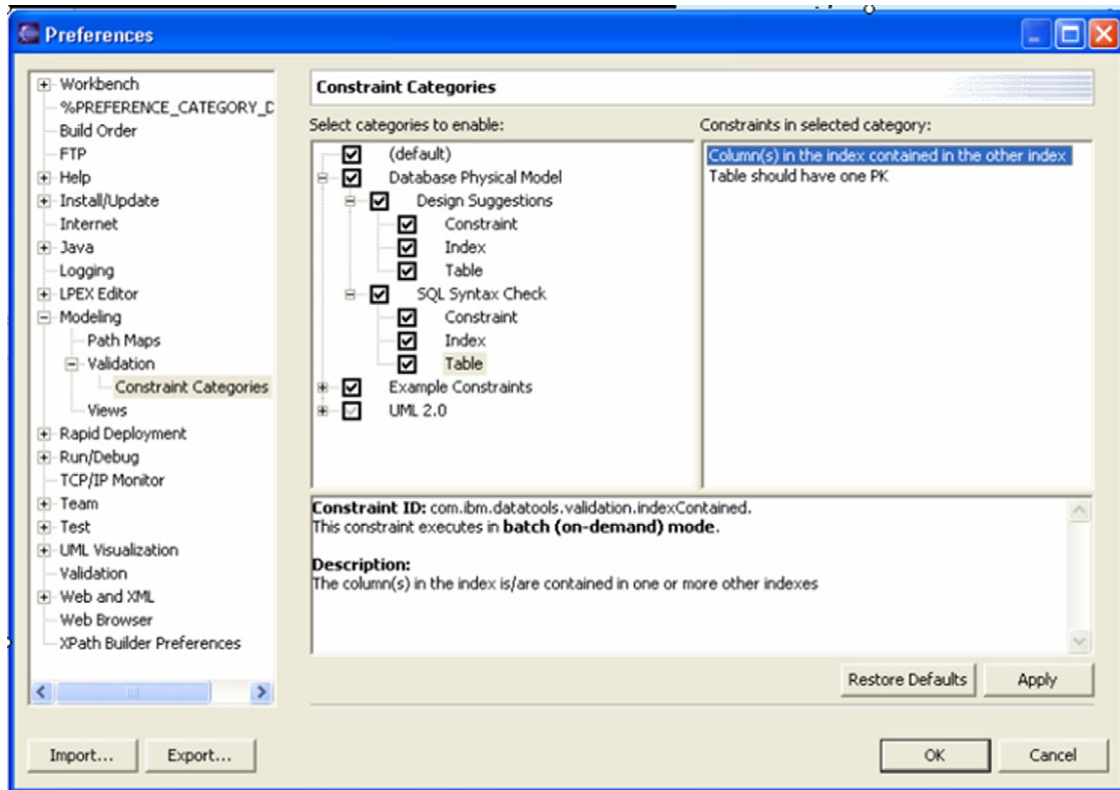 Preferences
Workbench
%PREFERENCE_CATEGORY_D
Build Order
FTP
Help
Install/Update
Internet
Java
Logging
LPEX Editor
Modeling
Path Maps
Validation
Constraint Categories
Views
Rapid Deployment
Run/Debug
TCP/IP Monitor
Team
Test
UML Visualization
Validation
Web and XML
Web Browser
XPath Builder Preferences
Constraint Categories
Select categories to enable:
(default)
Database Physical Model
Design Suggestions
Constraint
Index
Table
SQL Syntax Check
Constraint
Index
Table
Example Constraints
UML 2.0
Constraints in selected category:
Column(s) in the index contained in the other index
Table should have one PK
Constraint ID: com.ibm.datatools.validation.indexContained.
This constraint executes in batch (on-demand) mode.
Description:
The column(s) in the index is/are contained in one or more other indexes
Restore Defaults
Apply
Import...
Export...
OK
Cancel